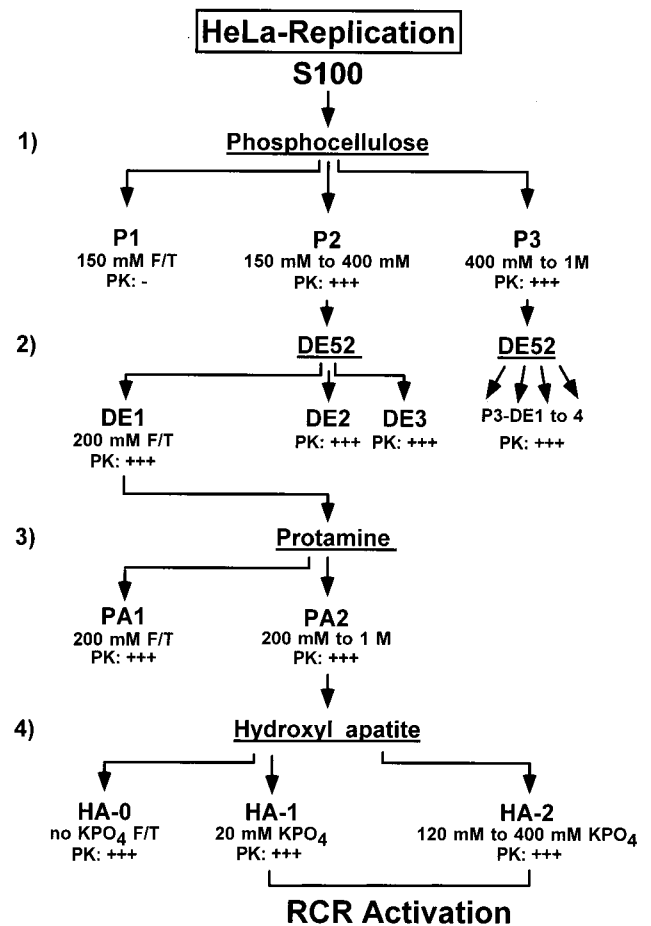 HeLa-Replication
S100
1) Phosphocellulose
P1 P2 P3
150 mM F/T 150 mM to 400 mM 400 mM to 1M
PK: - PK: +++ PK: +++
2) DE52 DE52
DE1 DE2 DE3 P3-DE1 to 4
200 mM F/T PK: +++ PK: +++ PK: +++
PK: +++
3) Protamine
PA1 PA2
200 mM F/T 200 mM to 1 M
PK: +++ PK: +++
4) Hydroxyl apatite
HA-0 HA-1 HA-2
no KPO4 F/T 20 mM KPO4 120 mM to 400 mM KPO4
PK: +++ PK: +++ PK: +++
RCR Activation